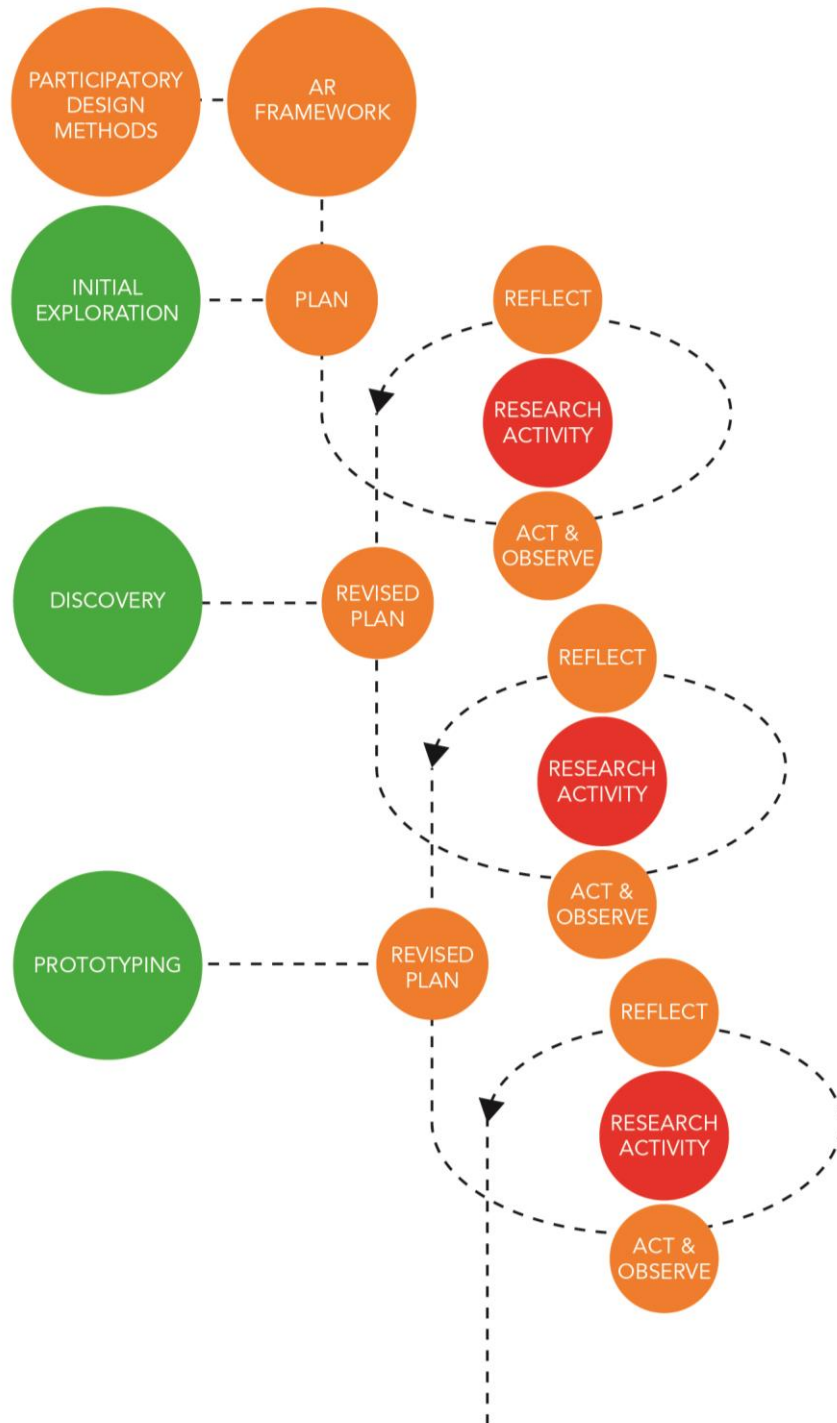 PARTICIPATORY
DESIGN
METHODS
AR
FRAMEWORK
INITIAL
EXPLORATION
PLAN
REFLECT
RESEARCH
ACTIVITY
ACT &
OBSERVE
DISCOVERY
REVISED
PLAN
REFLECT
RESEARCH
ACTIVITY
ACT &
OBSERVE
PROTOTYPING
REVISED
PLAN
REFLECT
RESEARCH
ACTIVITY
ACT &
OBSERVE